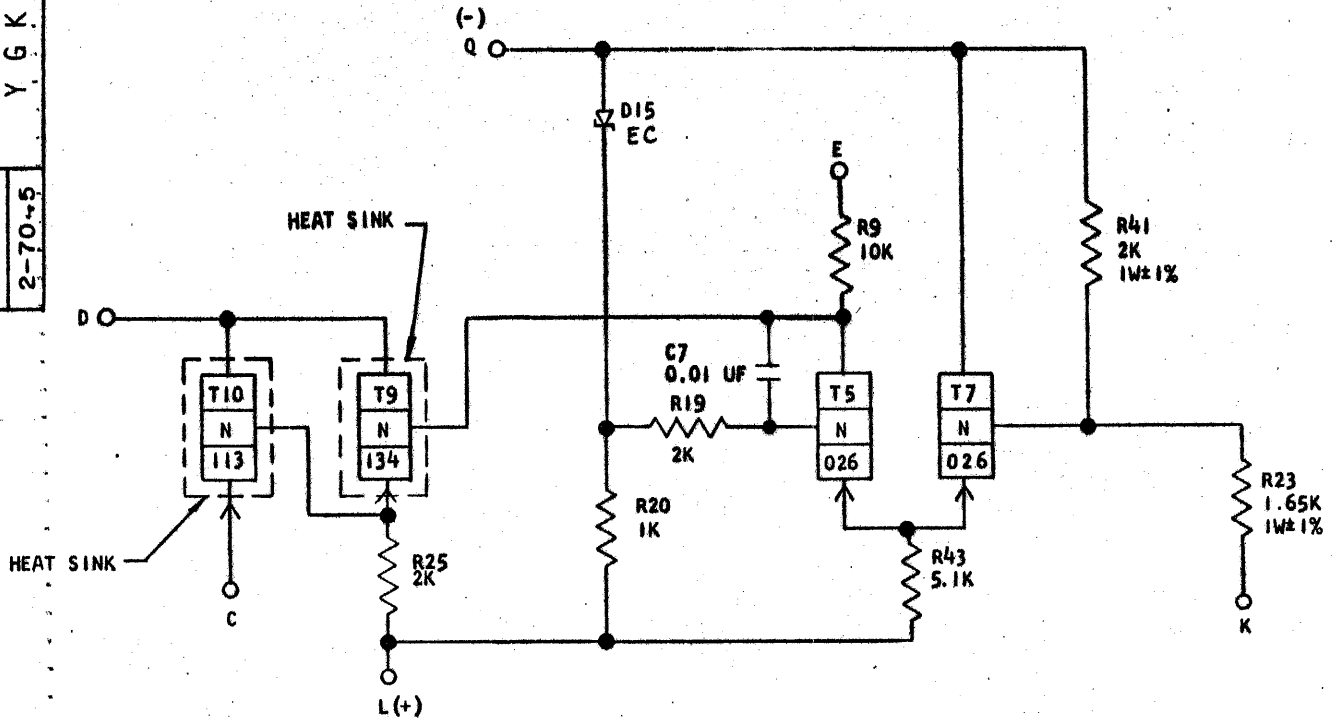 Y G K
2-7045
(-)
Q
D15
EC
E
R9
10K
R41
2K
1W±1%
HEAT SINK
D
C7
0.01 UF
R19
2K
T10
N
113
T9
N
134
T5
N
026
T7
N
026
R23
1.65K
1W±1%
R20
1K
R43
5.1K
HEAT SINK
R25
2K
C
K
L(+)